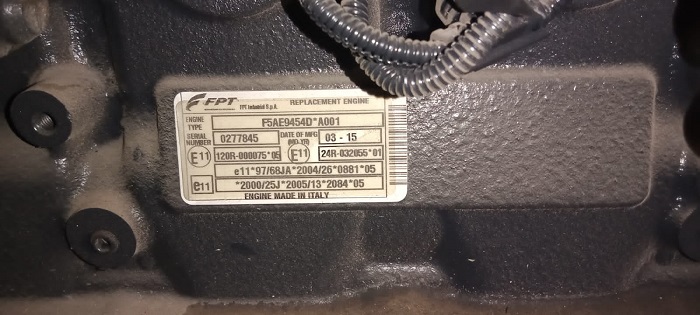 FPT FPT Industrial S.p.A. REPLACEMENT ENGINE
ENGINE TYPE F5AE9454D*A001
SERIAL NUMBER 0277845 DATE OF MFG (MO-YR) 03 - 15
E11 120R-000075*05 E11 24R-032055*01
e11*97/68JA*2004/26*0881*05
e11 *2000/25J*2005/13*2084*05
ENGINE MADE IN ITALY